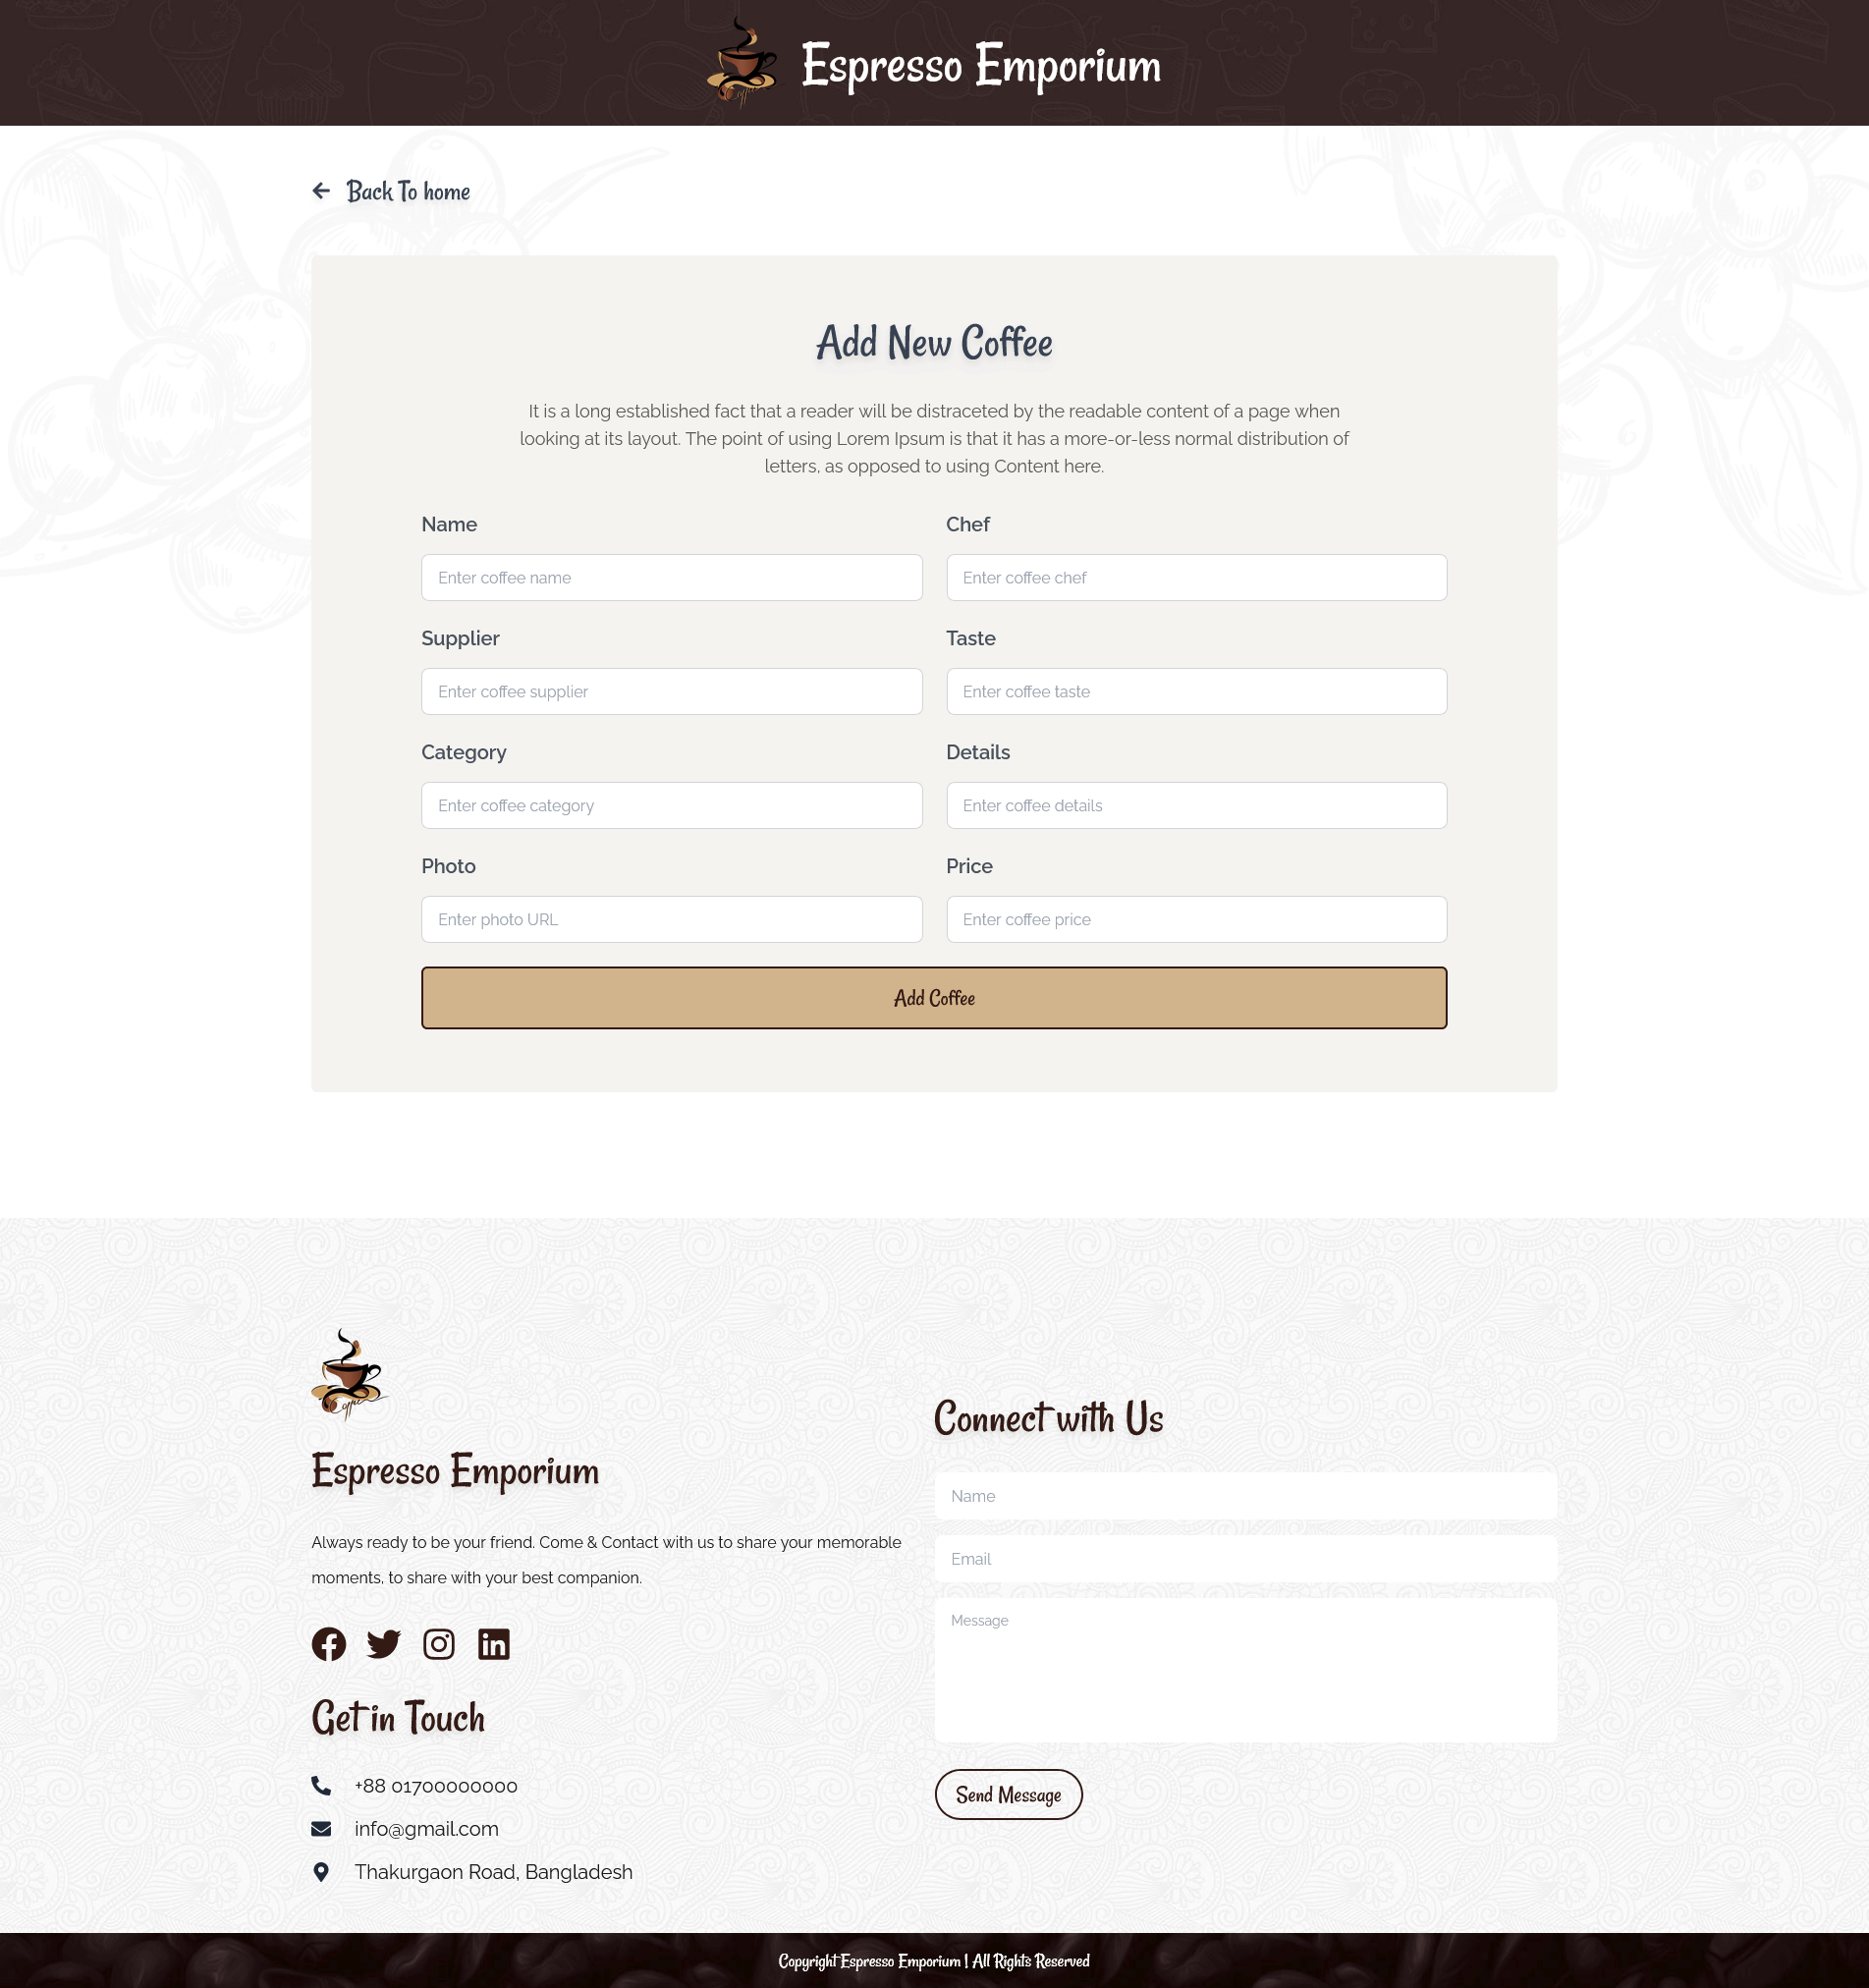 Espresso Emporium
Back To home
Add New Coffee
It is a long established fact that a reader will be distraceted by the readable content of a page when
looking at its layout. The point of using Lorem Ipsum is that it has a more-or-less normal distribution of
letters, as opposed to using Content here.
Name
Enter coffee name
Chef
Enter coffee chef
Supplier
Enter coffee supplier
Taste
Enter coffee taste
Category
Enter coffee category
Details
Enter coffee details
Photo
Enter photo URL
Price
Enter coffee price
Add Coffee
Coffee
Espresso Emporium
Always ready to be your friend. Come & Contact with us to share your memorable
moments, to share with your best companion.
Get in Touch
+88 01700000000
info@gmail.com
Thakurgaon Road, Bangladesh
Connect with Us
Name
Email
Message
Send Message
Copyright Espresso Emporium | All Rights Reserved